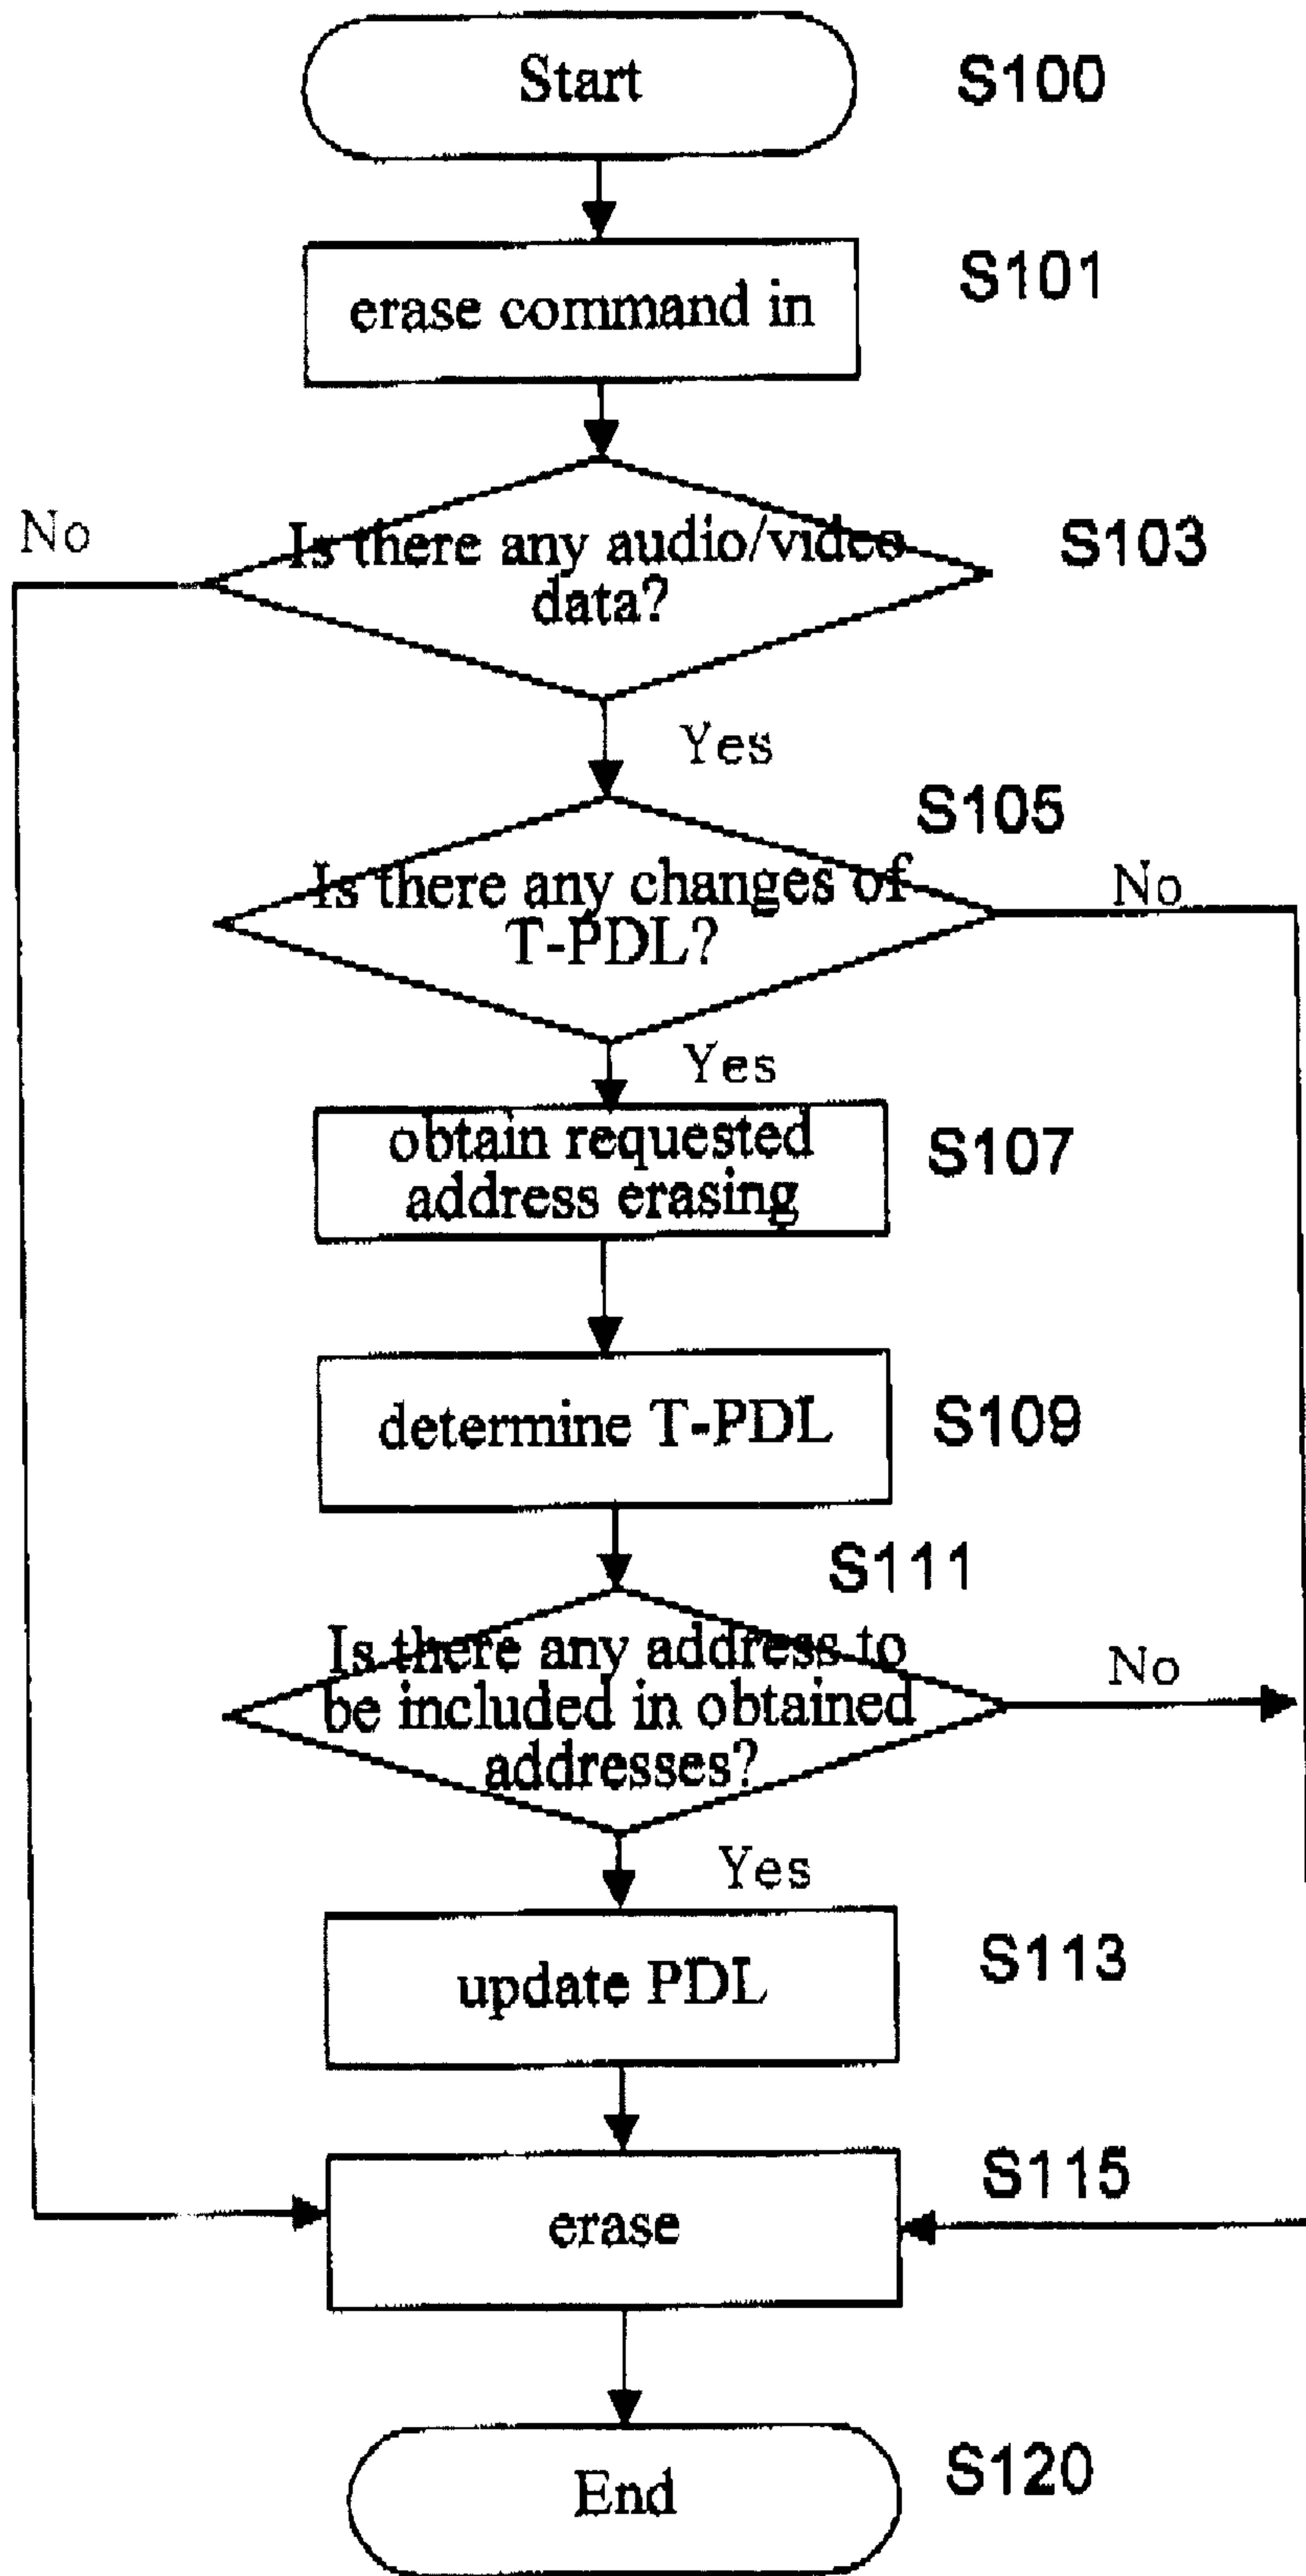 Start
S100
erase command in
S101
No
Is there any audio/video
data?
S103
Yes
S105
Is there any changes of
T-PDL?
No
Yes
obtain requested
address erasing
S107
determine T-PDL
S109
S111
Is there any address to
be included in obtained
addresses?
No
Yes
update PDL
S113
S115
erase
End
S120